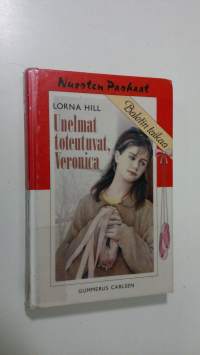 Nuorten Parhaat
Baletin taikaa
LORNA HILL
Unelmat
toteutuvat,
Veronica
GUMMERUS CARLSEN